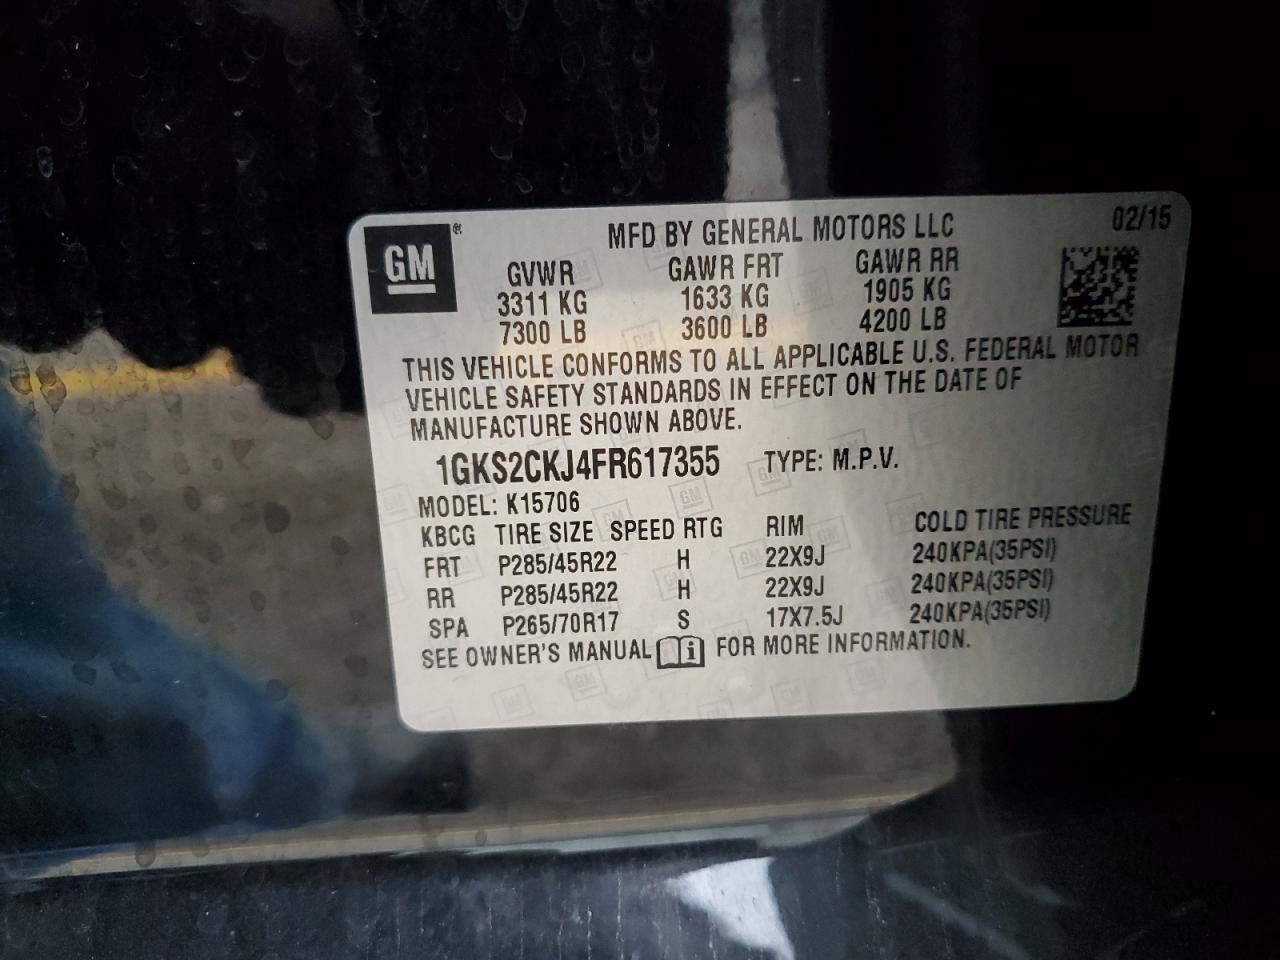 GM
MFD BY GENERAL MOTORS LLC 02/15
GVWR GAWR FRT GAWR RR
3311 KG 1633 KG 1905 KG
7300 LB 3600 LB 4200 LB
THIS VEHICLE CONFORMS TO ALL APPLICABLE U.S. FEDERAL MOTOR
VEHICLE SAFETY STANDARDS IN EFFECT ON THE DATE OF
MANUFACTURE SHOWN ABOVE.
1GKS2CKJ4FR617355 TYPE: M.P.V.
MODEL: K15706
KBCG TIRE SIZE SPEED RTG RIM COLD TIRE PRESSURE
FRT P285/45R22 H 22X9J 240KPA(35PSI)
RR P285/45R22 H 22X9J 240KPA(35PSI)
SPA P265/70R17 S 17X7.5J 240KPA(35PSI)
SEE OWNER'S MANUAL FOR MORE INFORMATION.